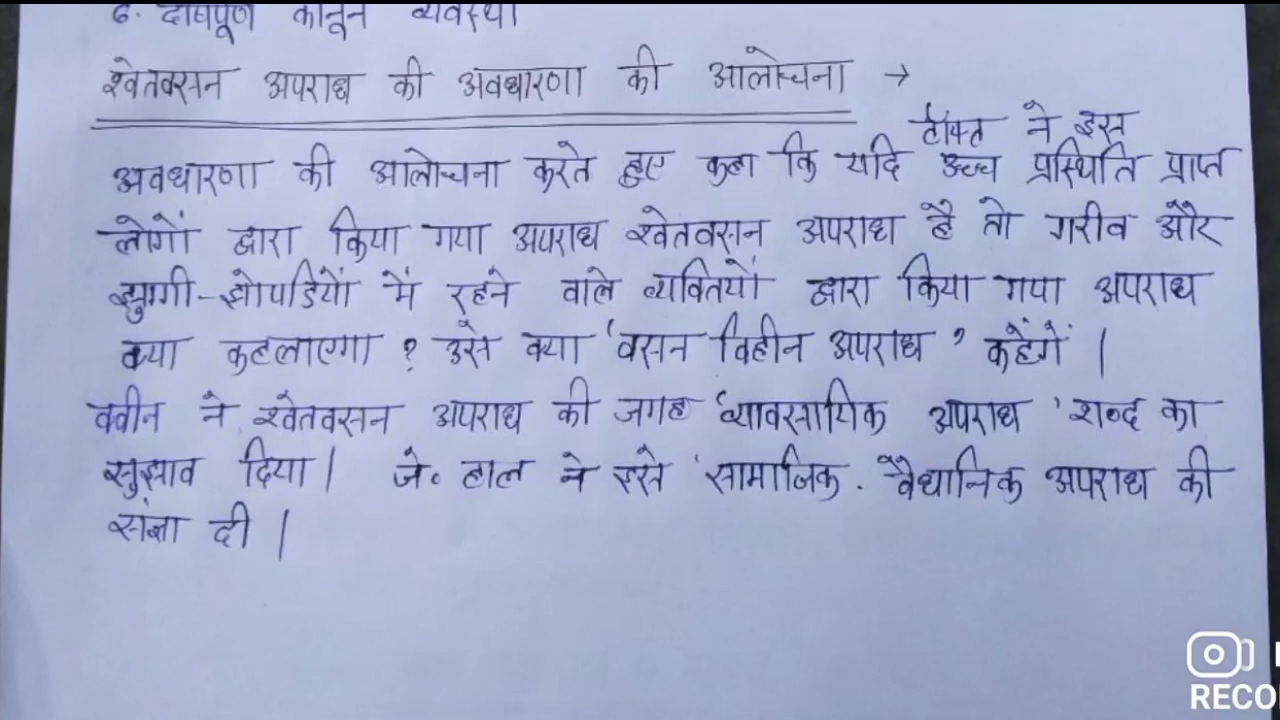 6. दोषपूर्ण कानून व्यवस्था
श्वेतवसन अपराध की अवधारणा की आलोचना →
टॉफ्ट ने इस
अवधारणा की आलोचना करते हुए कहा कि यदि उच्च प्रस्थिति प्राप्त
लोगों द्वारा किया गया अपराध श्वेतवसन अपराध है तो गरीव और
झुग्गी-झोपडियों में रहने वाले व्यक्तियों द्वारा किया गया अपराध
क्या कहलाएगा ? उसे क्या 'वसन विहीन अपराध' कहेंगें |
क्वीन ने श्वेतवसन अपराध की जगह 'व्यावसायिक अपराध' शब्द का
सुझाव दिया | जे० हाल ने इसे 'सामाजिक. वैधानिक अपराध की
संज्ञा दी |
RECO